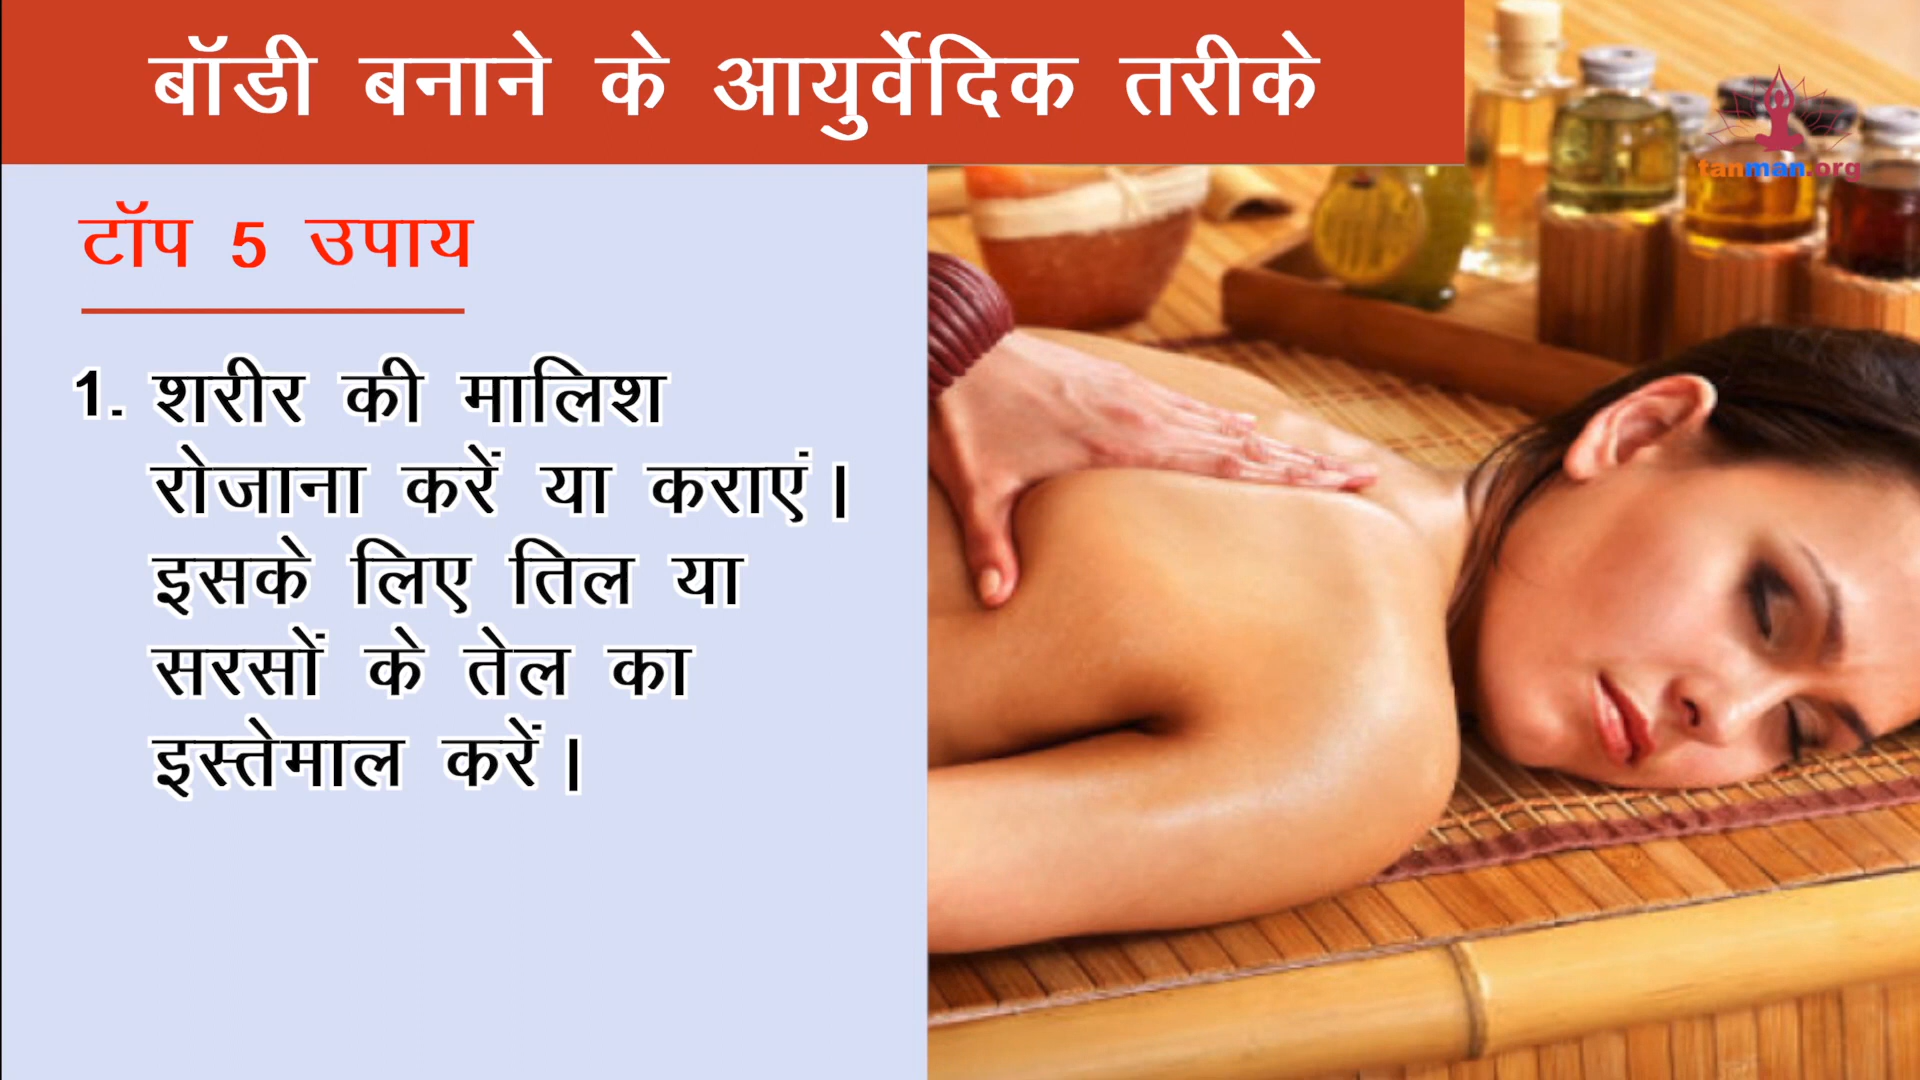 बॉडी बनाने के आयुर्वेदिक तरीके
tanman.org
टॉप 5 उपाय
1. शरीर की मालिश
रोजाना करें या कराएं।
इसके लिए तिल या
सरसों के तेल का
इस्तेमाल करें।